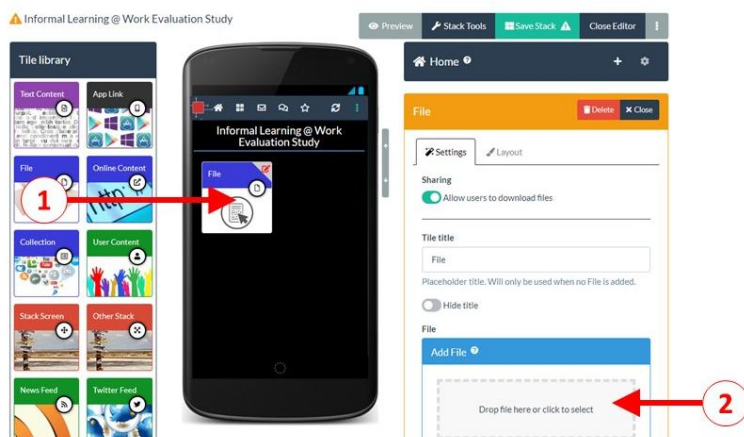 Informal Learning @ Work Evaluation Study
Preview
Stack Tools
Save Stack
Close Editor
Tile library
Text Content
App Link
File
Online Content
Collection
User Content
Stack Screen
Other Stack
News Feed
Twitter Feed
1
Informal Learning @ Work
Evaluation Study
File
Home
File
Delete
Close
Settings
Layout
Sharing
Allow users to download files
Tile title
File
Placeholder title. Will only be used when no File is added.
Hide title
File
Add File
Drop file here or click to select
2